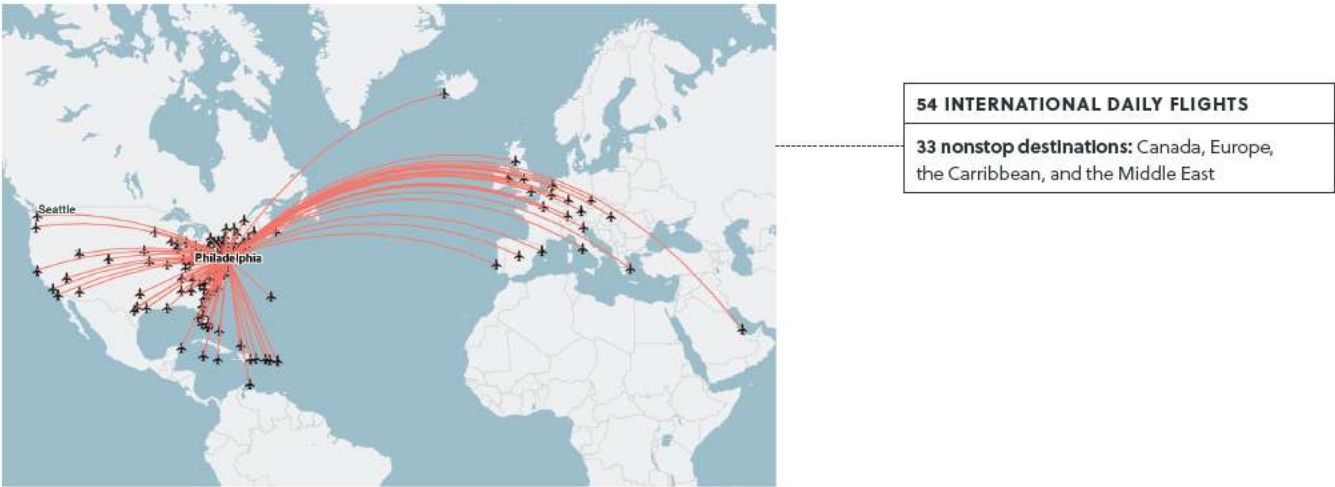 Seattle
Philadelphia
54 INTERNATIONAL DAILY FLIGHTS
33 nonstop destinations: Canada, Europe,
the Carribbean, and the Middle East